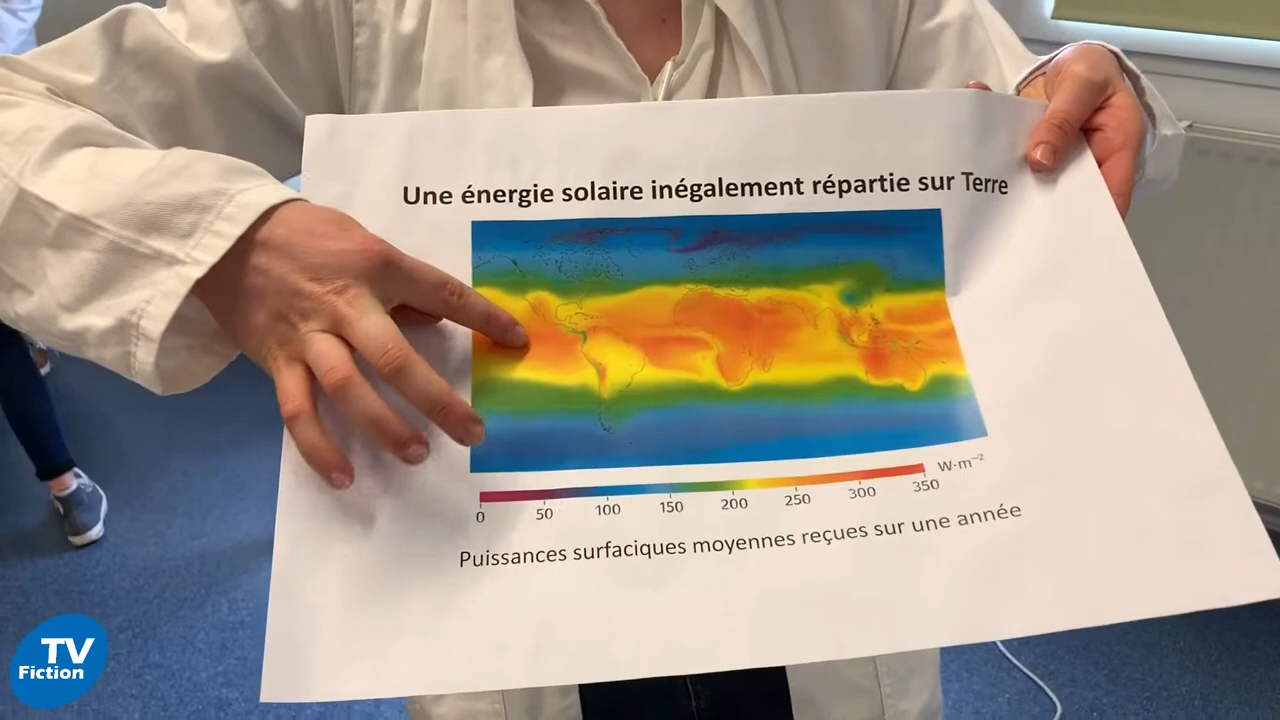 Une énergie solaire inégalement répartie sur Terre
W·m⁻²
0 50 100 150 200 250 300 350
Puissances surfaciques moyennes reçues sur une année
TV
Fiction